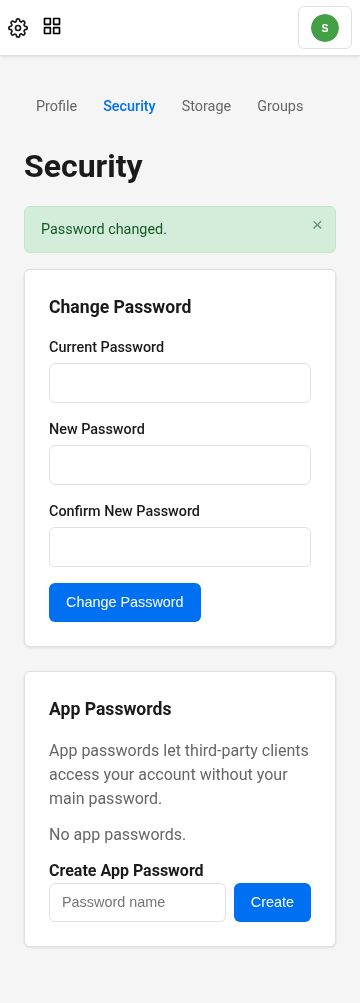 S
Profile Security Storage Groups
Security
Password changed. ×
Change Password
Current Password
New Password
Confirm New Password
Change Password
App Passwords
App passwords let third-party clients
access your account without your
main password.
No app passwords.
Create App Password
Password name Create